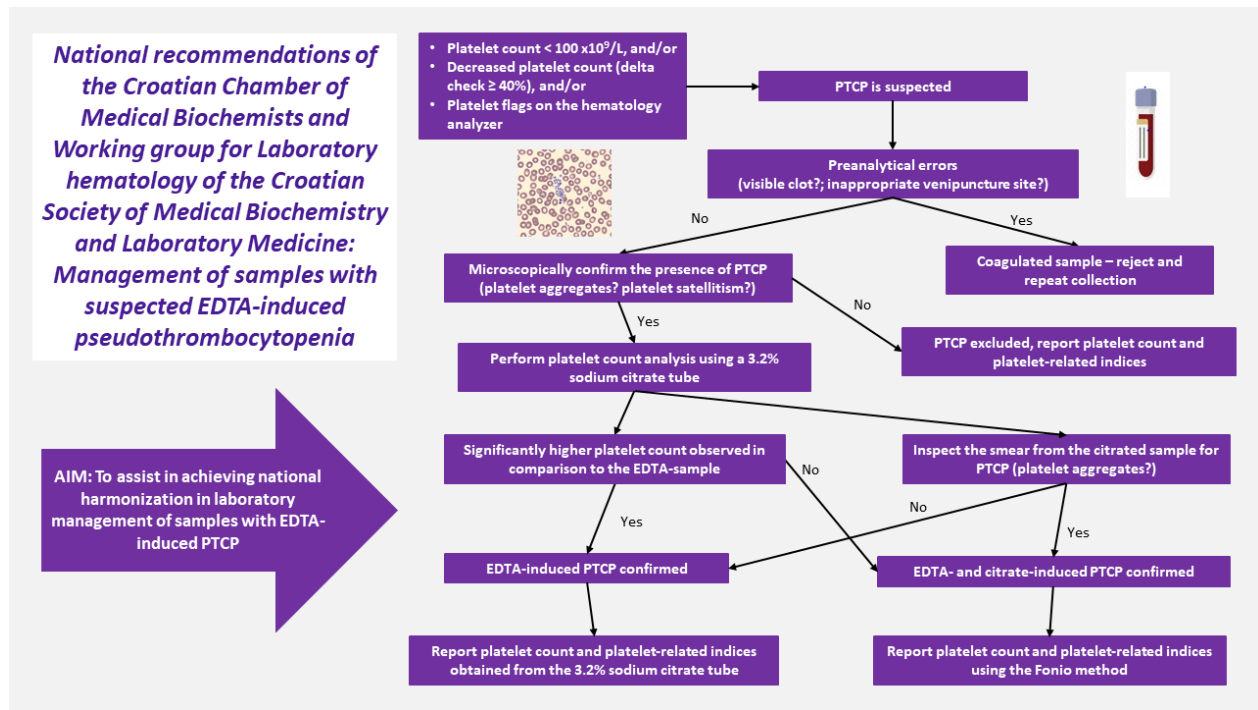 National recommendations of
the Croatian Chamber of
Medical Biochemists and
Working group for Laboratory
hematology of the Croatian
Society of Medical Biochemistry
and Laboratory Medicine:
Management of samples with
suspected EDTA-induced
pseudothrombocytopenia
AIM: To assist in achieving national
harmonization in laboratory
management of samples with EDTA-
induced PTCP
• Platelet count < 100 x10⁹/L, and/or
• Decreased platelet count (delta
check ≥ 40%), and/or
• Platelet flags on the hematology
analyzer
PTCP is suspected
Preanalytical errors
(visible clot?; inappropriate venipuncture site?)
No
Yes
Microscopically confirm the presence of PTCP
(platelet aggregates? platelet satellitism?)
Coagulated sample – reject and
repeat collection
Yes
No
Perform platelet count analysis using a 3.2%
sodium citrate tube
PTCP excluded, report platelet count and
platelet-related indices
Significantly higher platelet count observed in
comparison to the EDTA-sample
No
Inspect the smear from the citrated sample for
PTCP (platelet aggregates?)
Yes
No
Yes
EDTA-induced PTCP confirmed
EDTA- and citrate-induced PTCP confirmed
Report platelet count and platelet-related indices
obtained from the 3.2% sodium citrate tube
Report platelet count and platelet-related indices
using the Fonio method